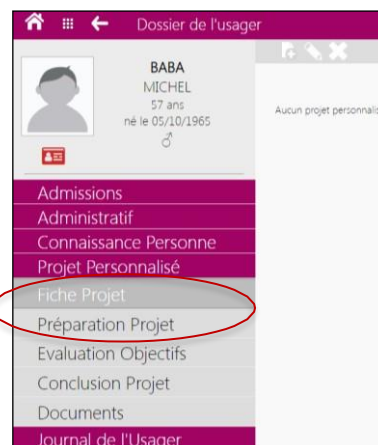 Dossier de l'usager
BABA
MICHEL
57 ans
né le 05/10/1965
Aucun projet personnalis
Admissions
Administratif
Connaissance Personne
Projet Personnalisé
Fiche Projet
Préparation Projet
Evaluation Objectifs
Conclusion Projet
Documents
Journal de l'Usager